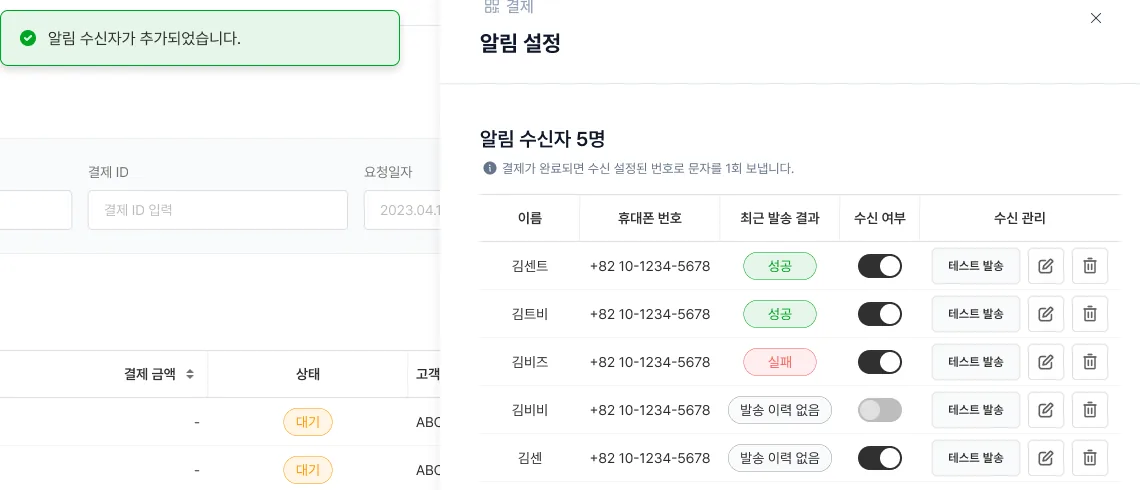 알림 수신자가 추가되었습니다.
결제 ID
요청일자
결제 ID 입력
2023.04.1
결제 금액
상태
고객
-
대기
ABC
-
대기
ABC
결제
알림 설정
알림 수신자 5명
결제가 완료되면 수신 설정된 번호로 문자를 1회 보냅니다.
이름 휴대폰 번호 최근 발송 결과 수신 여부 수신 관리
김센트 +82 10-1234-5678 성공 테스트 발송
김트비 +82 10-1234-5678 성공 테스트 발송
김비즈 +82 10-1234-5678 실패 테스트 발송
김비비 +82 10-1234-5678 발송 이력 없음 테스트 발송
김센 +82 10-1234-5678 발송 이력 없음 테스트 발송